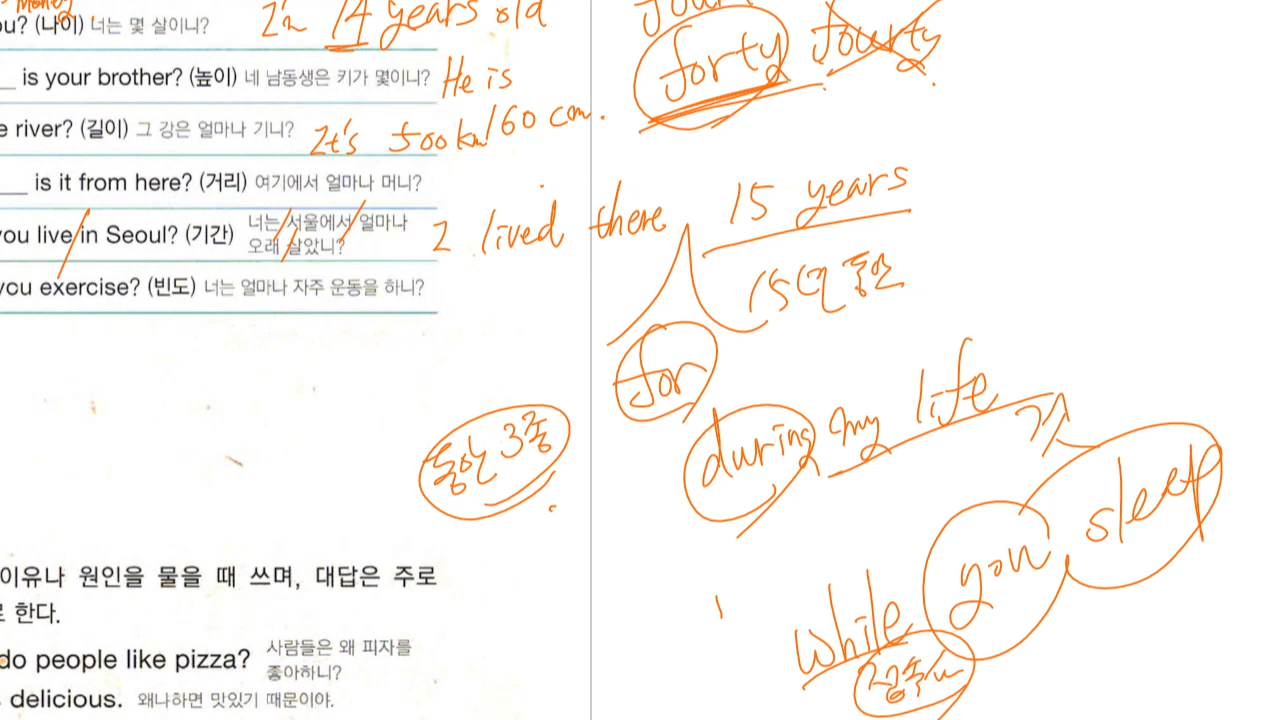 Money
ou? (나이) 너는 몇 살이니? I'm 14 years old
is your brother? (높이) 네 남동생은 키가 몇이니? He is 160 cm.
e river? (길이) 그 강은 얼마나 기니? It's 500km
is it from here? (거리) 여기에서 얼마나 머니?
you live in Seoul? (기간) 너는 서울에서 얼마나 오래 살았니? I lived there
you exercise? (빈도) 너는 얼마나 자주 운동을 하니?
forty fourty
15 years
15년 동안
for
동안 3총
during my life
sleep
while you
접속사
이유나 원인을 물을 때 쓰며, 대답은 주로
한다.
do people like pizza? 사람들은 왜 피자를 좋아하니?
delicious. 왜냐하면 맛있기 때문이야.